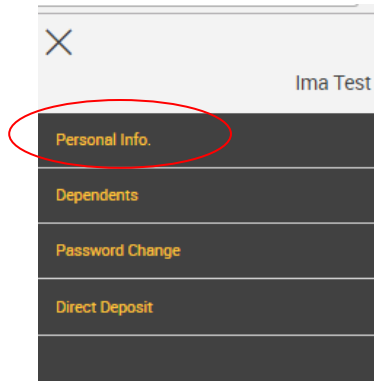 Ima Test
Personal Info.
Dependents
Password Change
Direct Deposit